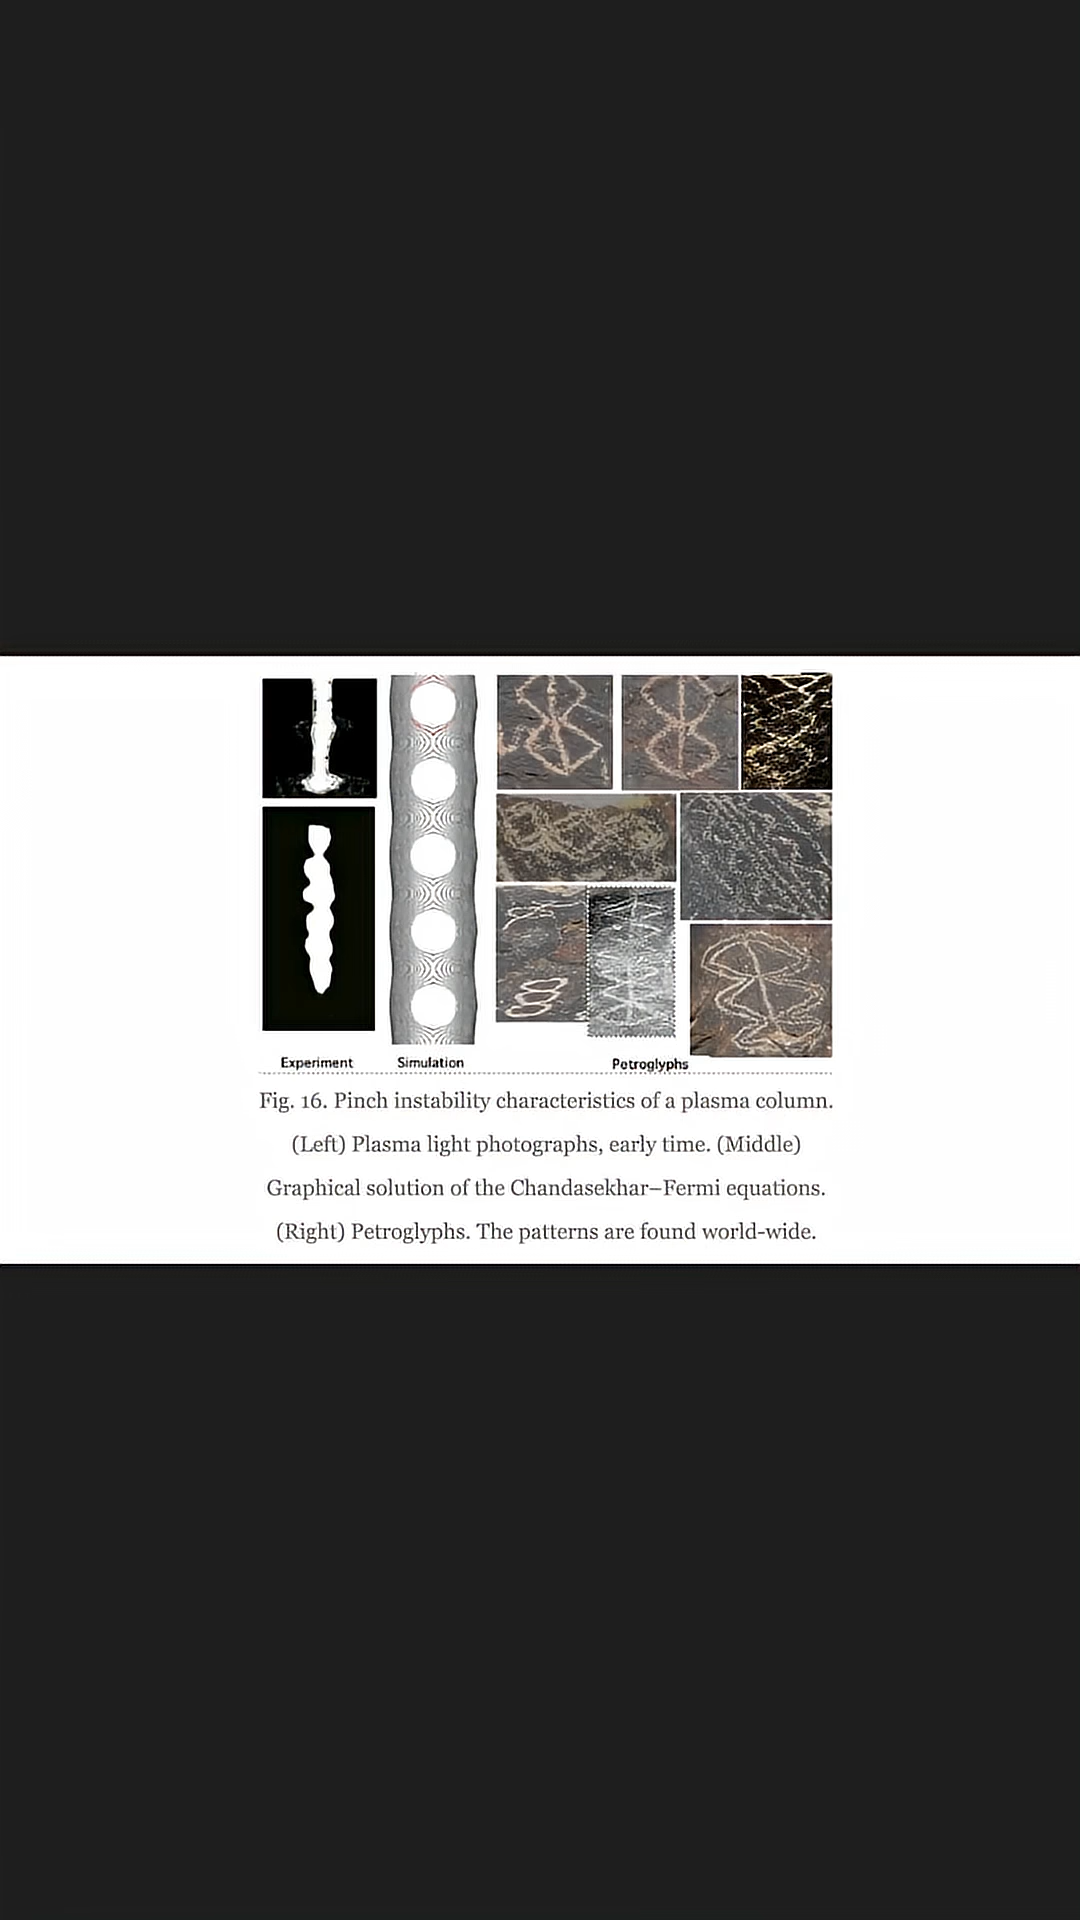 Experiment Simulation Petroglyphs
Fig. 16. Pinch instability characteristics of a plasma column.
(Left) Plasma light photographs, early time. (Middle)
Graphical solution of the Chandasekhar–Fermi equations.
(Right) Petroglyphs. The patterns are found world-wide.